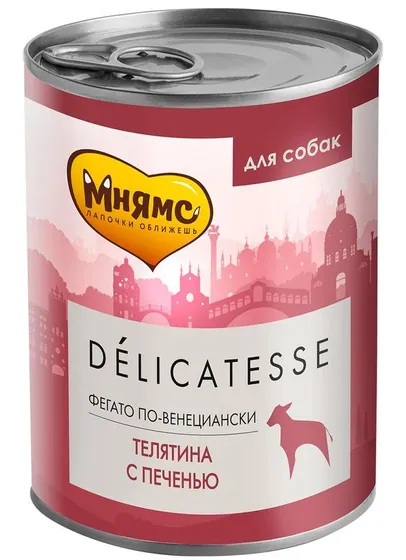 для собак
Мнямс
ЛАПОЧКИ ОБЛИЖЕШЬ
DÉLICATESSE
ФЕГАТО ПО-ВЕНЕЦИАНСКИ
ТЕЛЯТИНА
С ПЕЧЕНЬЮ